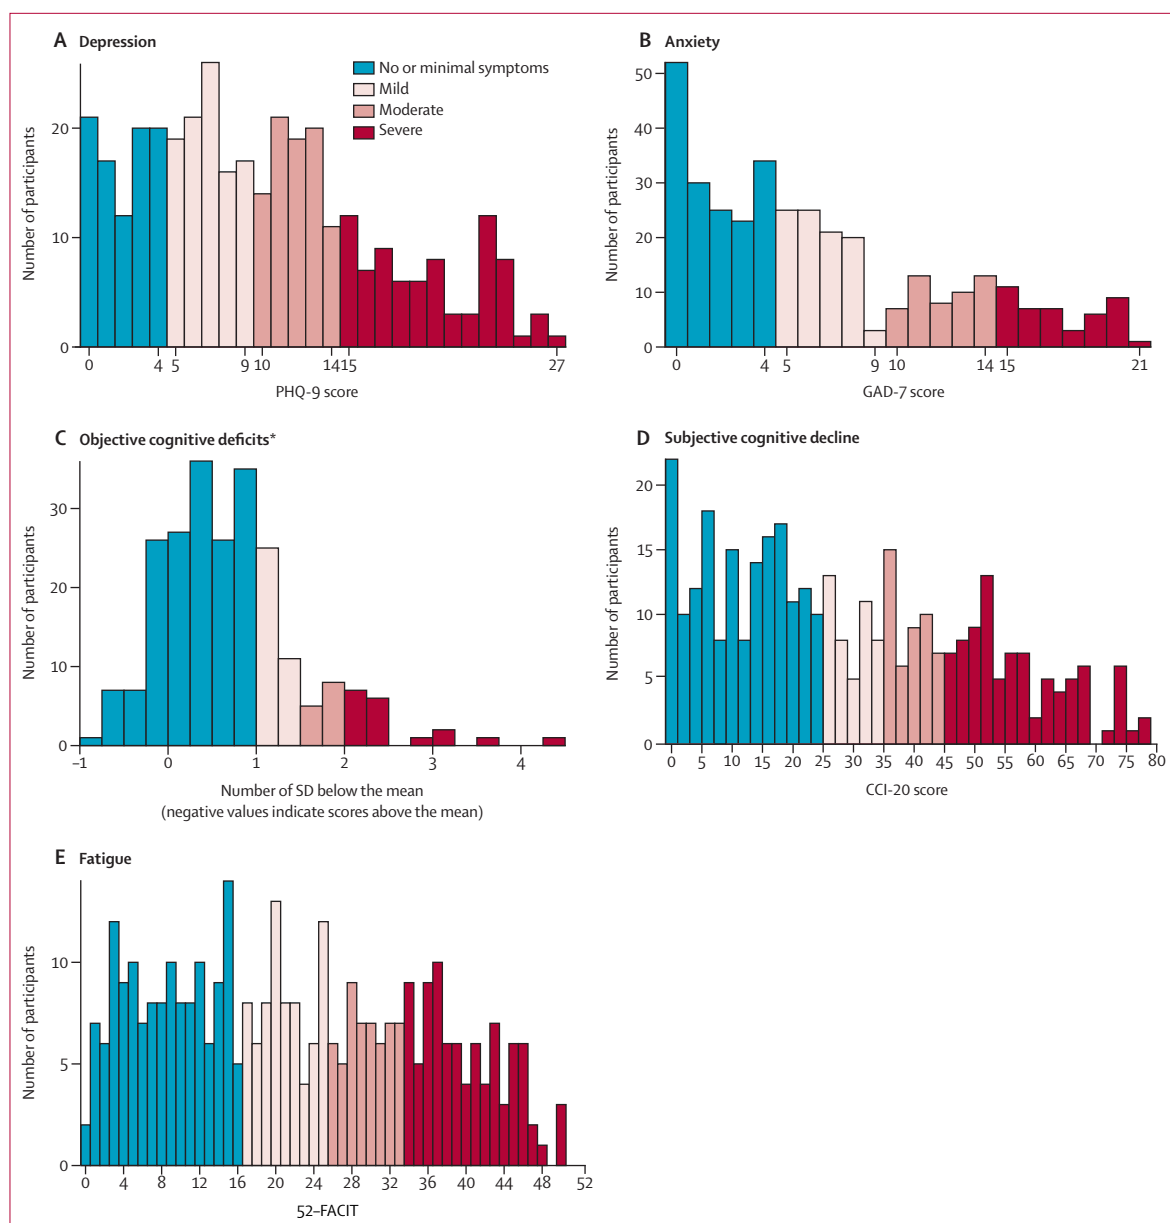 A Depression
No or minimal symptoms
Mild
Moderate
Severe
Number of participants
20
10
0
0 4 5 9 10 14 15 27
PHQ-9 score
B Anxiety
Number of participants
50
40
30
20
10
0
0 4 5 9 10 14 15 21
GAD-7 score
C Objective cognitive deficits*
Number of participants
30
20
10
0
–1 0 1 2 3 4
Number of SD below the mean
(negative values indicate scores above the mean)
D Subjective cognitive decline
Number of participants
20
15
10
5
0
0 5 10 15 20 25 30 35 40 45 50 55 60 65 70 75 80
CCI-20 score
E Fatigue
Number of participants
10
5
0
0 4 8 12 16 20 24 28 32 36 40 44 48 52
52–FACIT